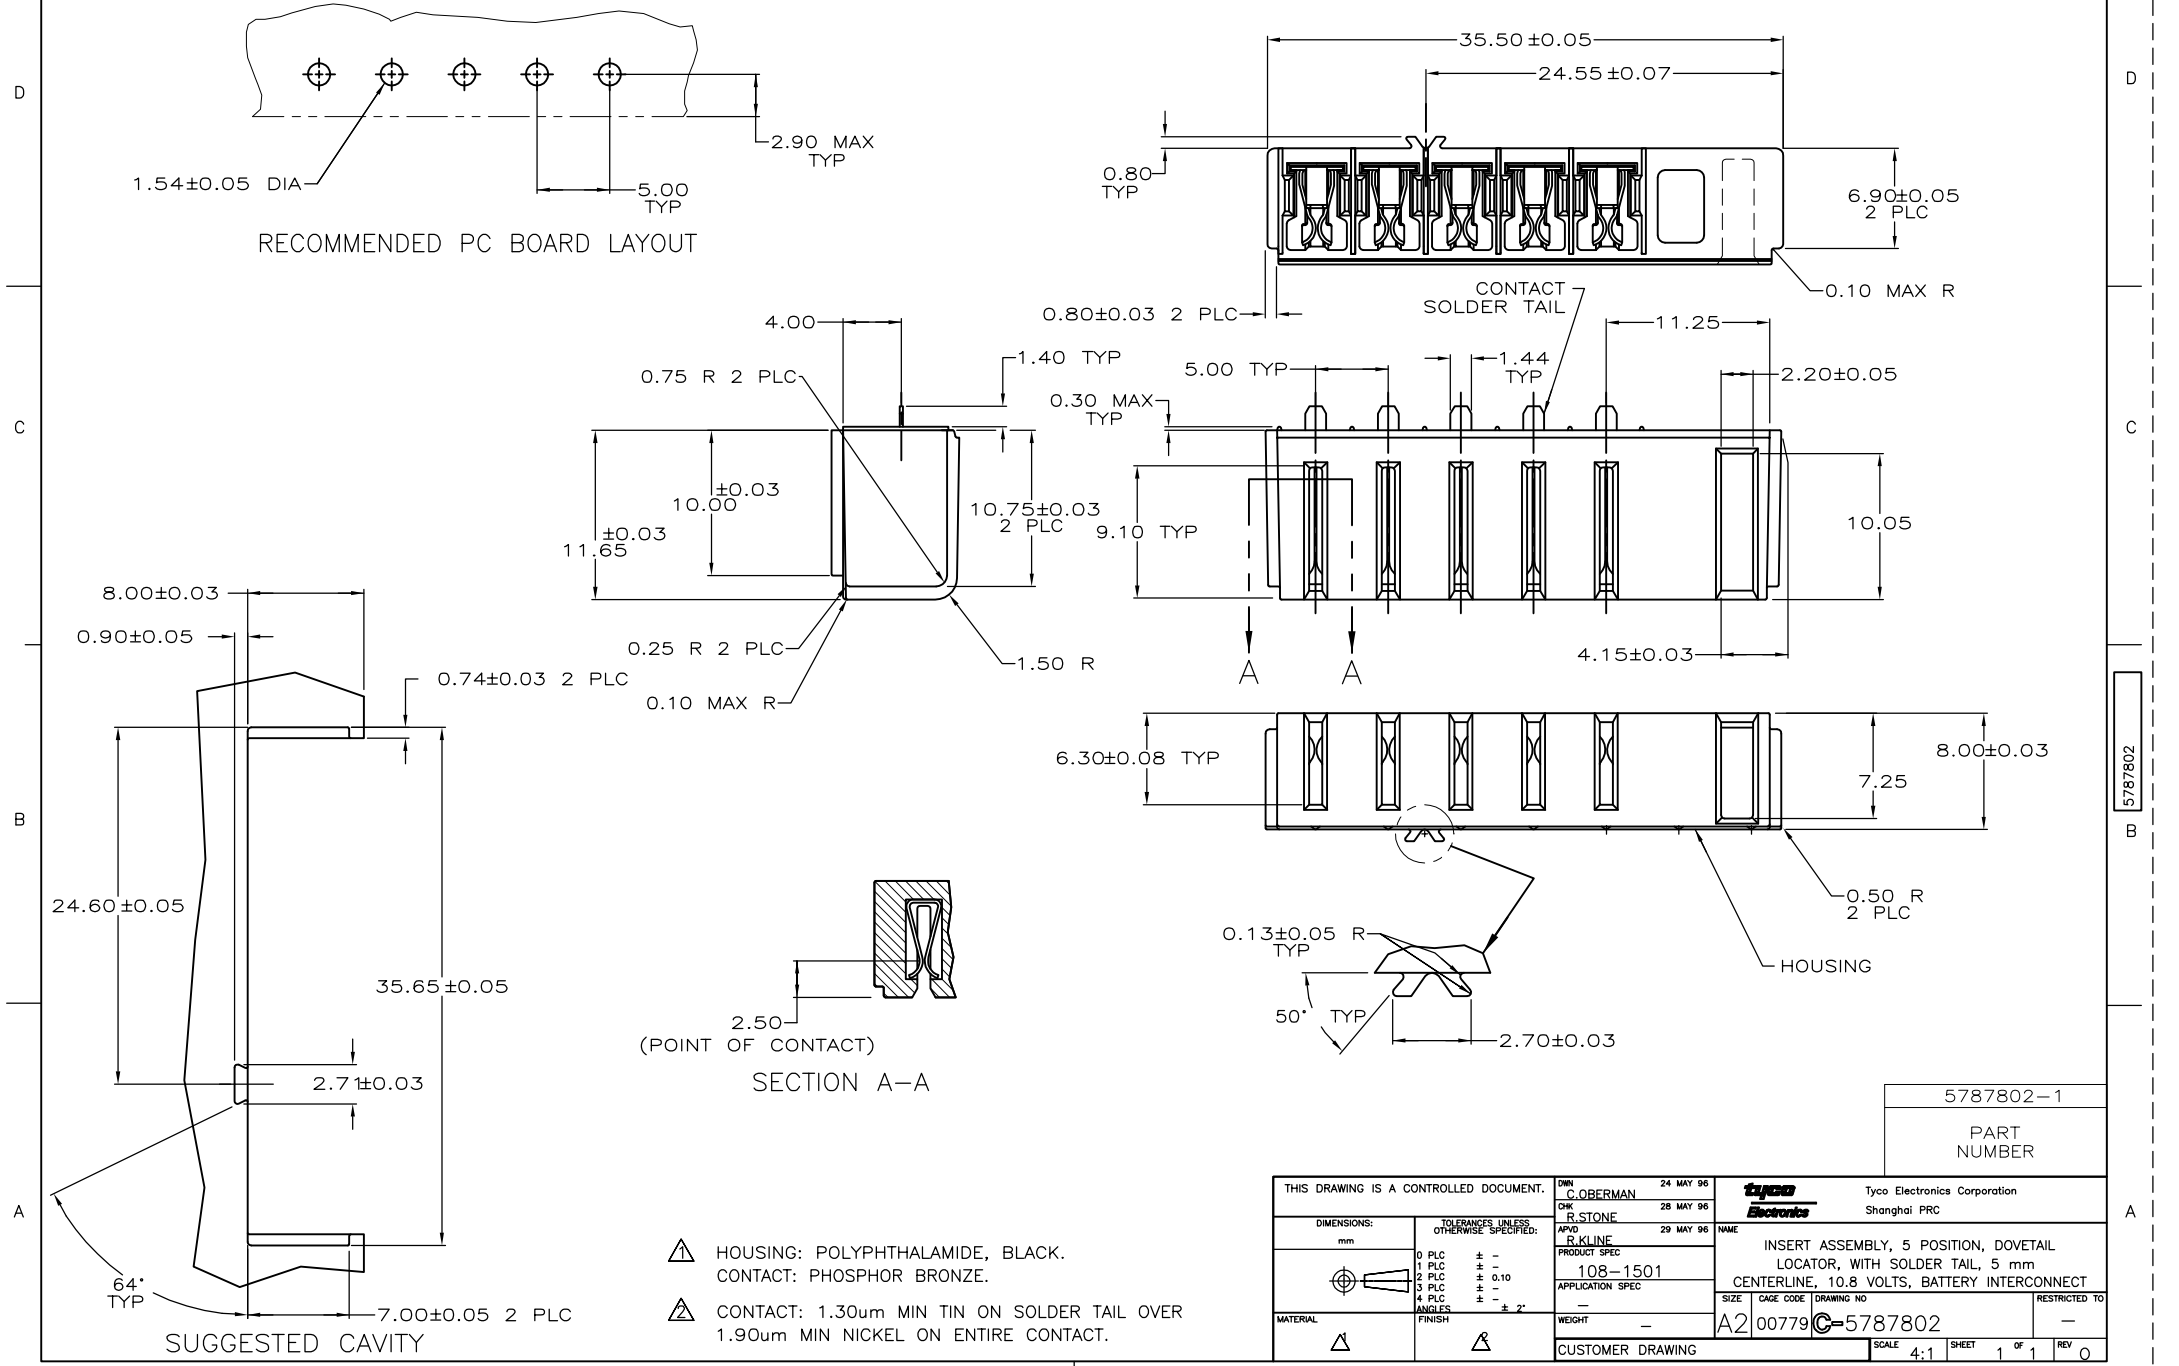 D
2.90 MAX
TYP
1.54±0.05 DIA
5.00
TYP
RECOMMENDED PC BOARD LAYOUT
35.50±0.05
24.55±0.07
0.80
TYP
6.90±0.05
2 PLC
0.10 MAX R
0.80±0.03 2 PLC
D
C
4.00
1.40 TYP
0.75 R 2 PLC
±0.03
10.00
±0.03
11.65
10.75±0.03
2 PLC
0.25 R 2 PLC
0.10 MAX R
1.50 R
CONTACT
SOLDER TAIL
11.25
5.00 TYP
1.44
TYP
2.20±0.05
0.30 MAX
TYP
9.10 TYP
10.05
4.15±0.03
A A
C
8.00±0.03
0.90±0.05
0.74±0.03 2 PLC
24.60±0.05
35.65±0.05
2.71±0.03
64°
TYP
7.00±0.05 2 PLC
SUGGESTED CAVITY
B
2.50
(POINT OF CONTACT)
SECTION A-A
6.30±0.08 TYP
8.00±0.03
7.25
0.50 R
2 PLC
0.13±0.05 R
TYP
HOUSING
50° TYP
2.70±0.03
5787802
B
A
1 HOUSING: POLYPHTHALAMIDE, BLACK.
CONTACT: PHOSPHOR BRONZE.
2 CONTACT: 1.30um MIN TIN ON SOLDER TAIL OVER
1.90um MIN NICKEL ON ENTIRE CONTACT.
5787802-1
PART
NUMBER
A
THIS DRAWING IS A CONTROLLED DOCUMENT.
DIMENSIONS:
mm
TOLERANCES UNLESS
OTHERWISE SPECIFIED:
0 PLC ± -
1 PLC ± -
2 PLC ± 0.10
3 PLC ± -
4 PLC ± -
ANGLES ± 2°
MATERIAL
1
FINISH
2
DWN 24 MAY 96
C.OBERMAN
CHK 28 MAY 96
R.STONE
APVD 29 MAY 96
R.KLINE
PRODUCT SPEC
108-1501
APPLICATION SPEC
-
WEIGHT -
CUSTOMER DRAWING
tyco
Electronics
Tyco Electronics Corporation
Shanghai PRC
NAME
INSERT ASSEMBLY, 5 POSITION, DOVETAIL
LOCATOR, WITH SOLDER TAIL, 5 mm
CENTERLINE, 10.8 VOLTS, BATTERY INTERCONNECT
SIZE CAGE CODE DRAWING NO RESTRICTED TO
A2 00779 C-5787802 -
SCALE 4:1 SHEET 1 OF 1 REV O